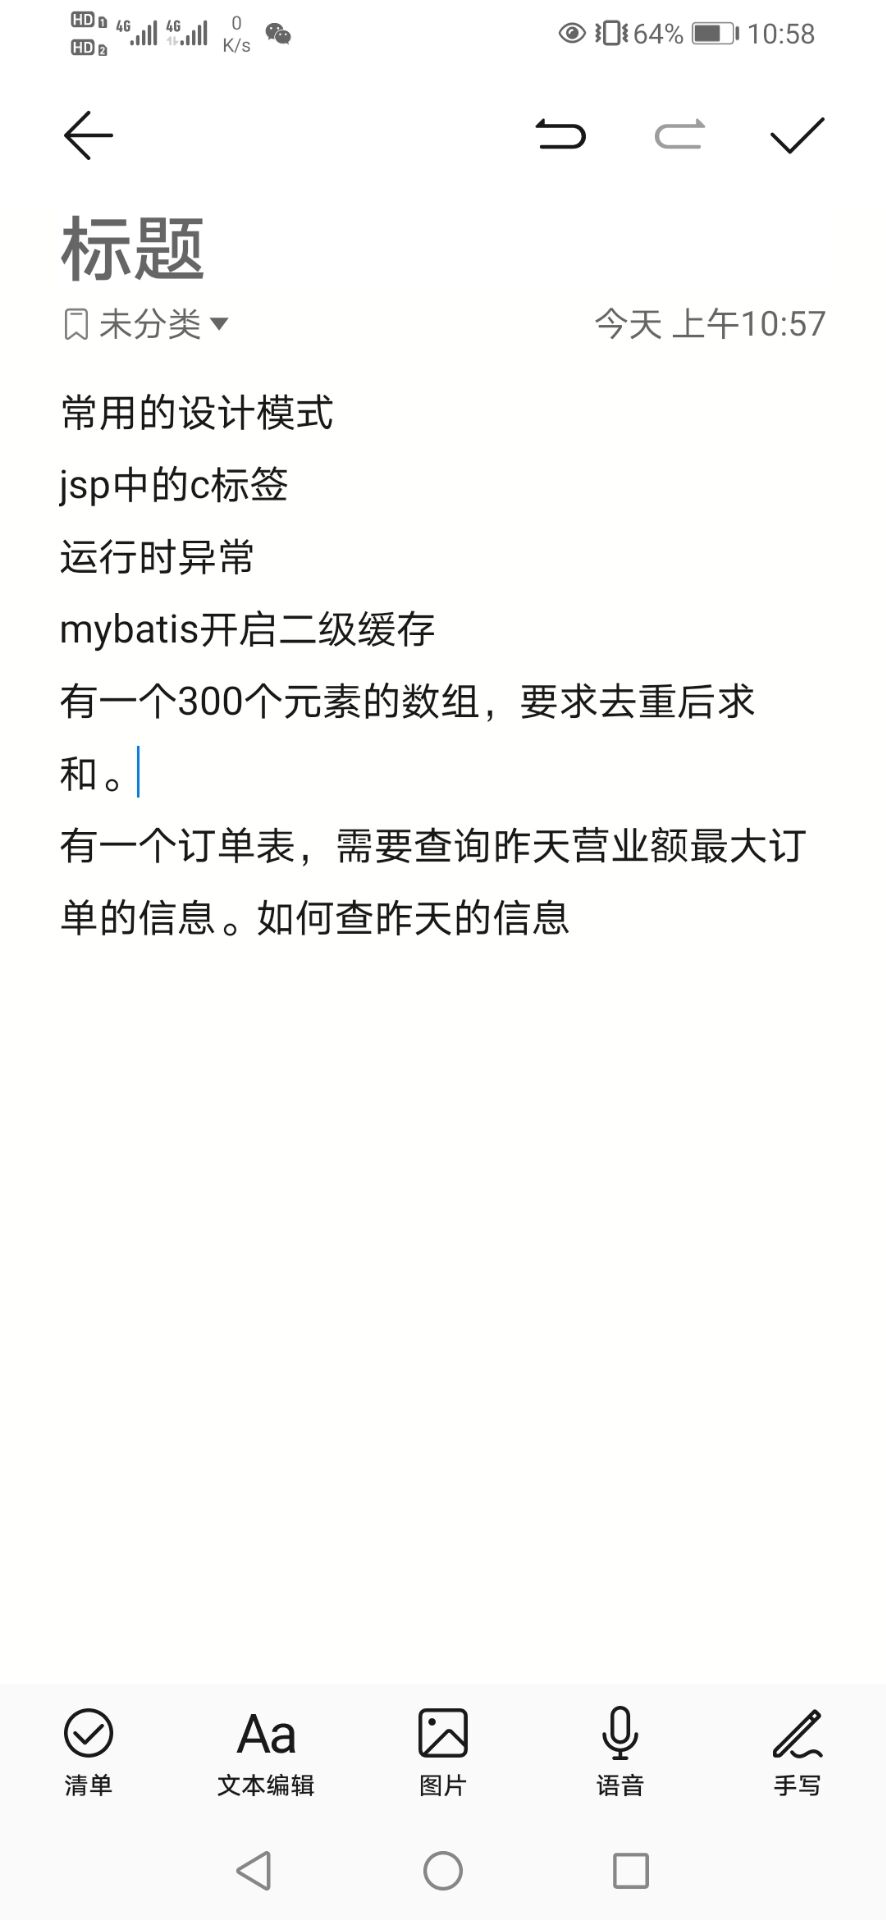 HD 1 4G 4G 0 K/s 64% 10:58
HD 2
标题
未分类 今天 上午10:57
常用的设计模式
jsp中的c标签
运行时异常
mybatis开启二级缓存
有一个300个元素的数组，要求去重后求
和。
有一个订单表，需要查询昨天营业额最大订
单的信息。如何查昨天的信息
Aa
清单 文本编辑 图片 语音 手写